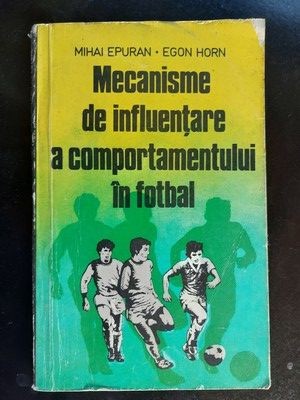 MIHAI EPURAN • EGON HORN
Mecanisme
de influențare
a comportamentului
în fotbal